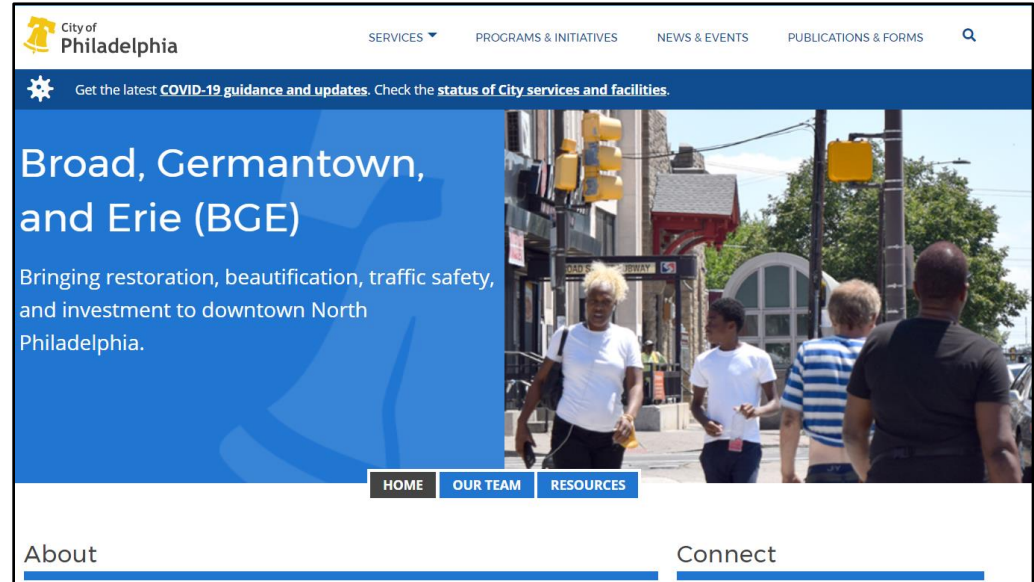 City of
Philadelphia
SERVICES
PROGRAMS & INITIATIVES
NEWS & EVENTS
PUBLICATIONS & FORMS
Get the latest COVID-19 guidance and updates. Check the status of City services and facilities.
Broad, Germantown,
and Erie (BGE)
Bringing restoration, beautification, traffic safety,
and investment to downtown North
Philadelphia.
HOME
OUR TEAM
RESOURCES
About
Connect